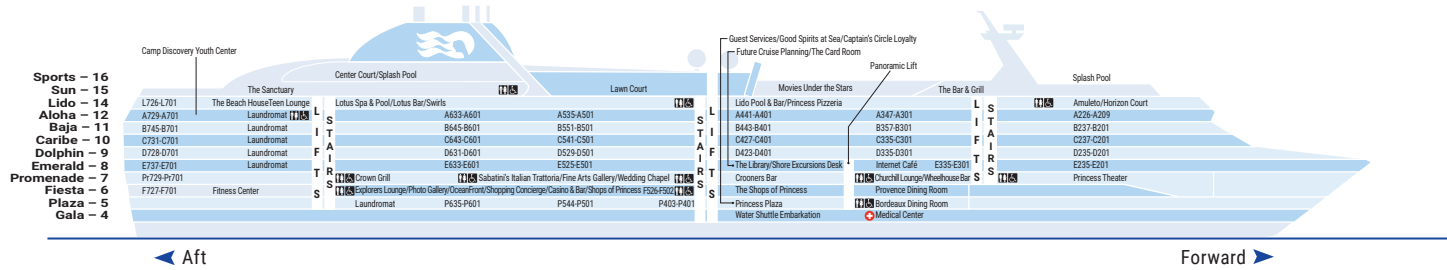 Guest Services/Good Spirits at Sea/Captain's Circle Loyalty
Camp Discovery Youth Center
Future Cruise Planning/The Card Room
Panoramic Lift
Sports – 16 Center Court/Splash Pool Splash Pool
Sun – 15 The Sanctuary Lawn Court Movies Under the Stars The Bar & Grill
Lido – 14 L726-L701 The Beach HouseTeen Lounge Lotus Spa & Pool/Lotus Bar/Swirls Lido Pool & Bar/Princess Pizzeria Amuleto/Horizon Court
Aloha – 12 A729-A701 Laundromat A633-A601 A535-A501 A441-A401 A347-A301 A226-A209
Baja – 11 B745-B701 Laundromat B645-B601 B551-B501 B443-B401 B357-B301 B237-B201
Caribe – 10 C731-C701 Laundromat C643-C601 C541-C501 C427-C401 C335-C301 C237-C201
Dolphin – 9 D728-D701 Laundromat D631-D601 D529-D501 D423-D401 D335-D301 D235-D201
Emerald – 8 E737-E701 Laundromat E633-E601 E525-E501 The Library/Shore Excursions Desk Internet Café E335-E301 E235-E201
Promenade – 7 Pr729-Pr701 Crown Grill Sabatini's Italian Trattoria/Fine Arts Gallery/Wedding Chapel Crooners Bar Churchill Lounge/Wheelhouse Bar Princess Theater
Fiesta – 6 F727-F701 Fitness Center Explorers Lounge/Photo Gallery/OceanFront/Shopping Concierge/Casino & Bar/Shops of Princess F526-F502 The Shops of Princess Provence Dining Room
Plaza – 5 Laundromat P635-P601 P544-P501 P403-P401 Princess Plaza Bordeaux Dining Room
Gala – 4 Water Shuttle Embarkation Medical Center
LIFTS
STAIRS
STAIRS
LIFTS
LIFTS
STAIRS
Aft Forward